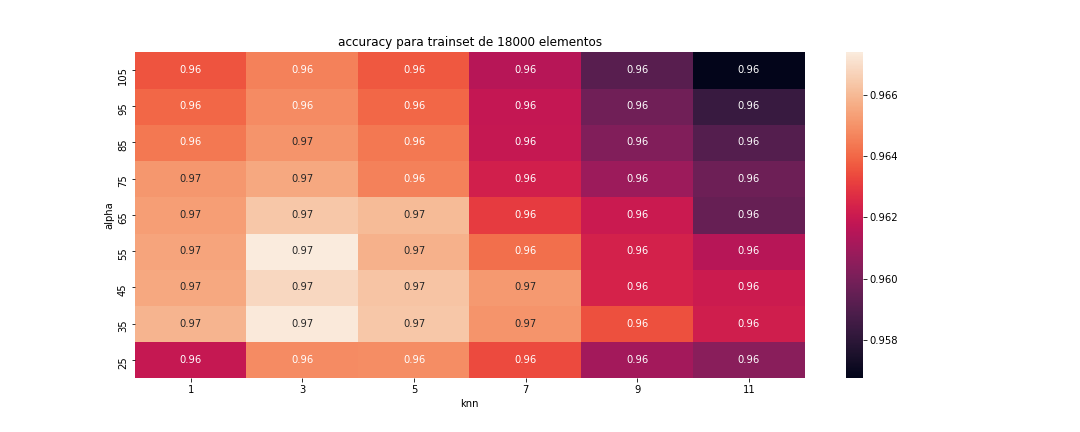 accuracy para trainset de 18000 elementos
105 0.96 0.96 0.96 0.96 0.96 0.96
95 0.96 0.96 0.96 0.96 0.96 0.96
85 0.96 0.97 0.96 0.96 0.96 0.96
75 0.97 0.97 0.96 0.96 0.96 0.96
65 0.97 0.97 0.97 0.96 0.96 0.96
55 0.97 0.97 0.97 0.96 0.96 0.96
45 0.97 0.97 0.97 0.97 0.96 0.96
35 0.97 0.97 0.97 0.97 0.96 0.96
25 0.96 0.96 0.96 0.96 0.96 0.96
alpha
1 3 5 7 9 11
knn
0.966
0.964
0.962
0.960
0.958